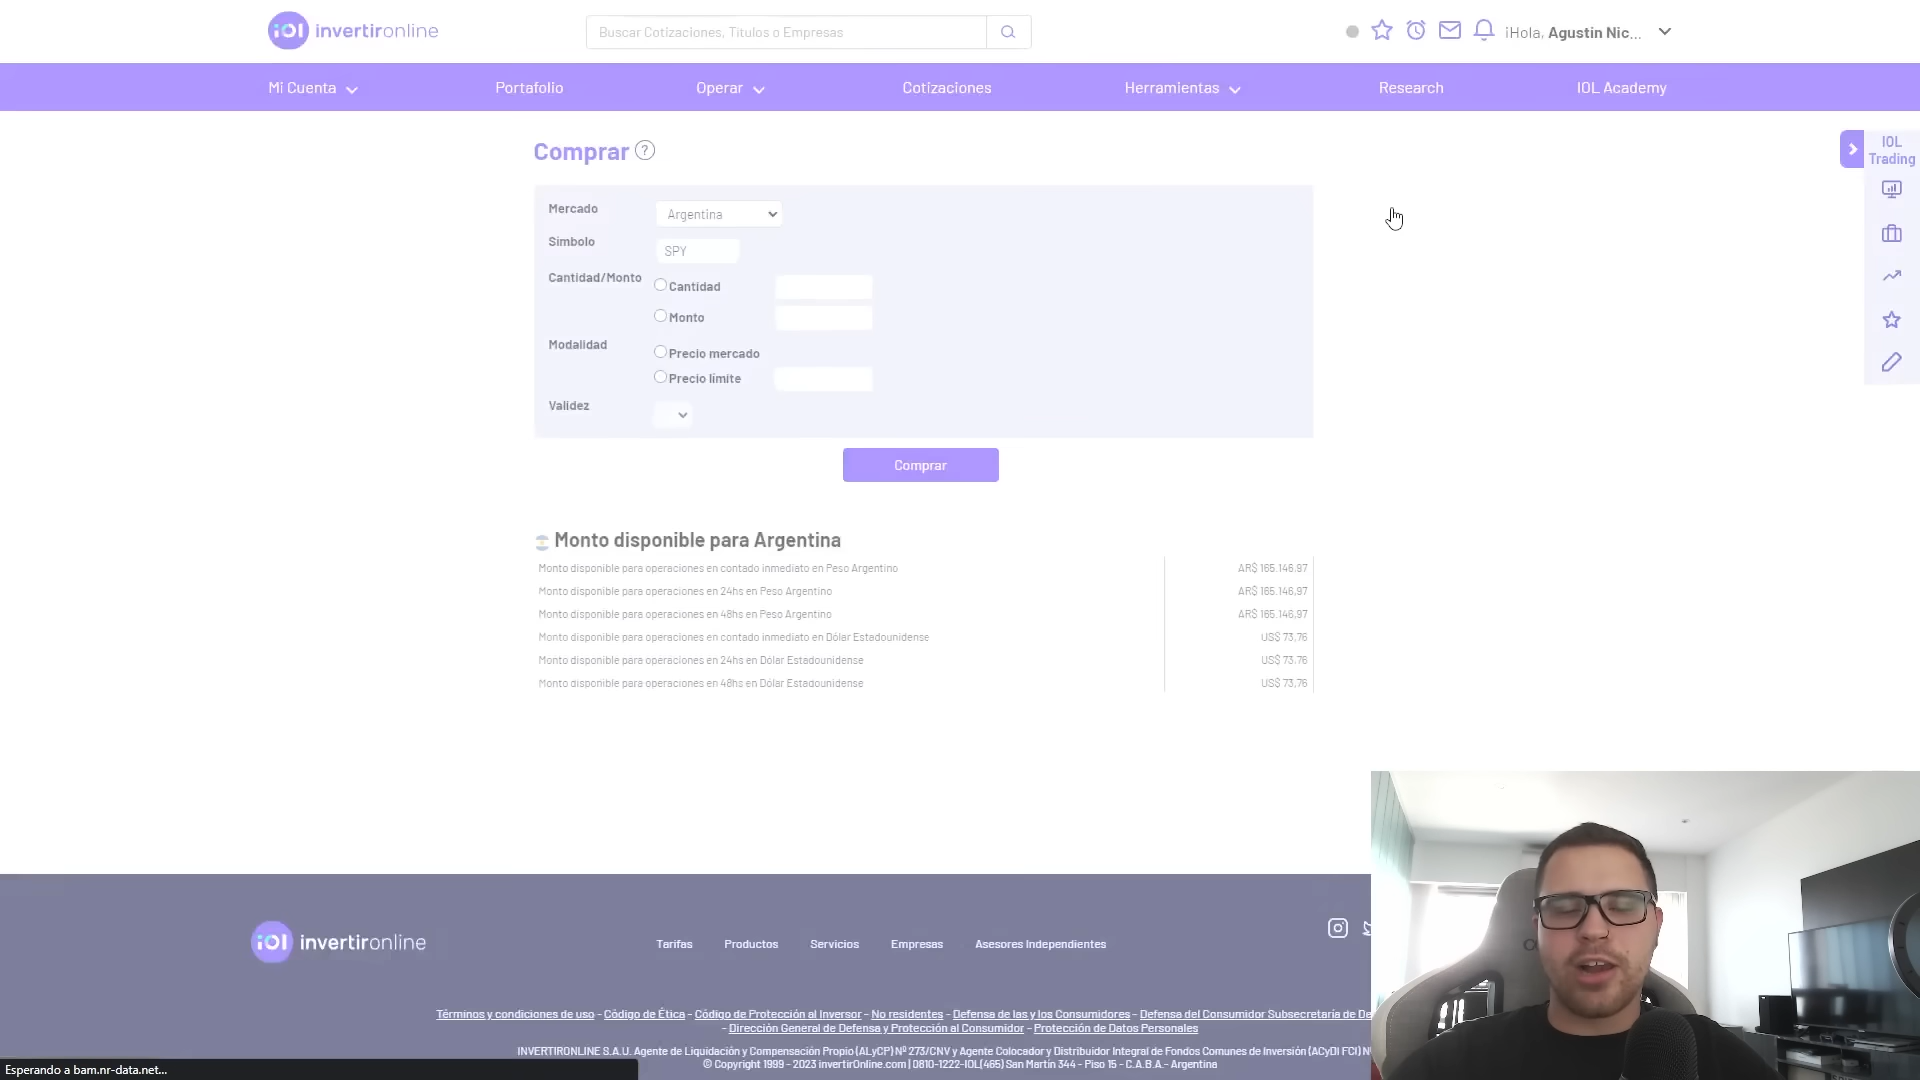 iOl invertironline
Buscar Cotizaciones, Títulos o Empresas
¡Hola, Agustin Nic...
Mi Cuenta
Portafolio
Operar
Cotizaciones
Herramientas
Research
IOL Academy
Comprar ?
IOL
Trading
Mercado
Argentina
Símbolo
SPY
Cantidad/Monto
Cantidad
Monto
Modalidad
Precio mercado
Precio límite
Validez
Comprar
Monto disponible para Argentina
Monto disponible para operaciones en contado inmediato en Peso Argentino AR$ 165.146,97
Monto disponible para operaciones en 24hs en Peso Argentino AR$ 165.146,97
Monto disponible para operaciones en 48hs en Peso Argentino AR$ 165.146,97
Monto disponible para operaciones en contado inmediato en Dólar Estadounidense US$ 73,76
Monto disponible para operaciones en 24hs en Dólar Estadounidense US$ 73,76
Monto disponible para operaciones en 48hs en Dólar Estadounidense US$ 73,76
iOl invertironline
Tarifas
Productos
Servicios
Empresas
Asesores Independientes
Términos y condiciones de uso - Código de Ética - Código de Protección al Inversor - No residentes - Defensa de las y los Consumidores - Defensa del Consumidor Subsecretaría de De
- Dirección General de Defensa y Protección al Consumidor - Protección de Datos Personales
INVERTIRONLINE S.A.U. Agente de Liquidación y Compensación Propio (ALyCP) Nº 273/CNV y Agente Colocador y Distribuidor Integral de Fondos Comunes de Inversión (ACyDI FCI) N
© Copyright 1999 - 2023 invertirOnline.com | 0810-1222-IOL(465) San Martín 344 - Piso 15 - C.A.B.A.- Argentina
Esperando a bam.nr-data.net...